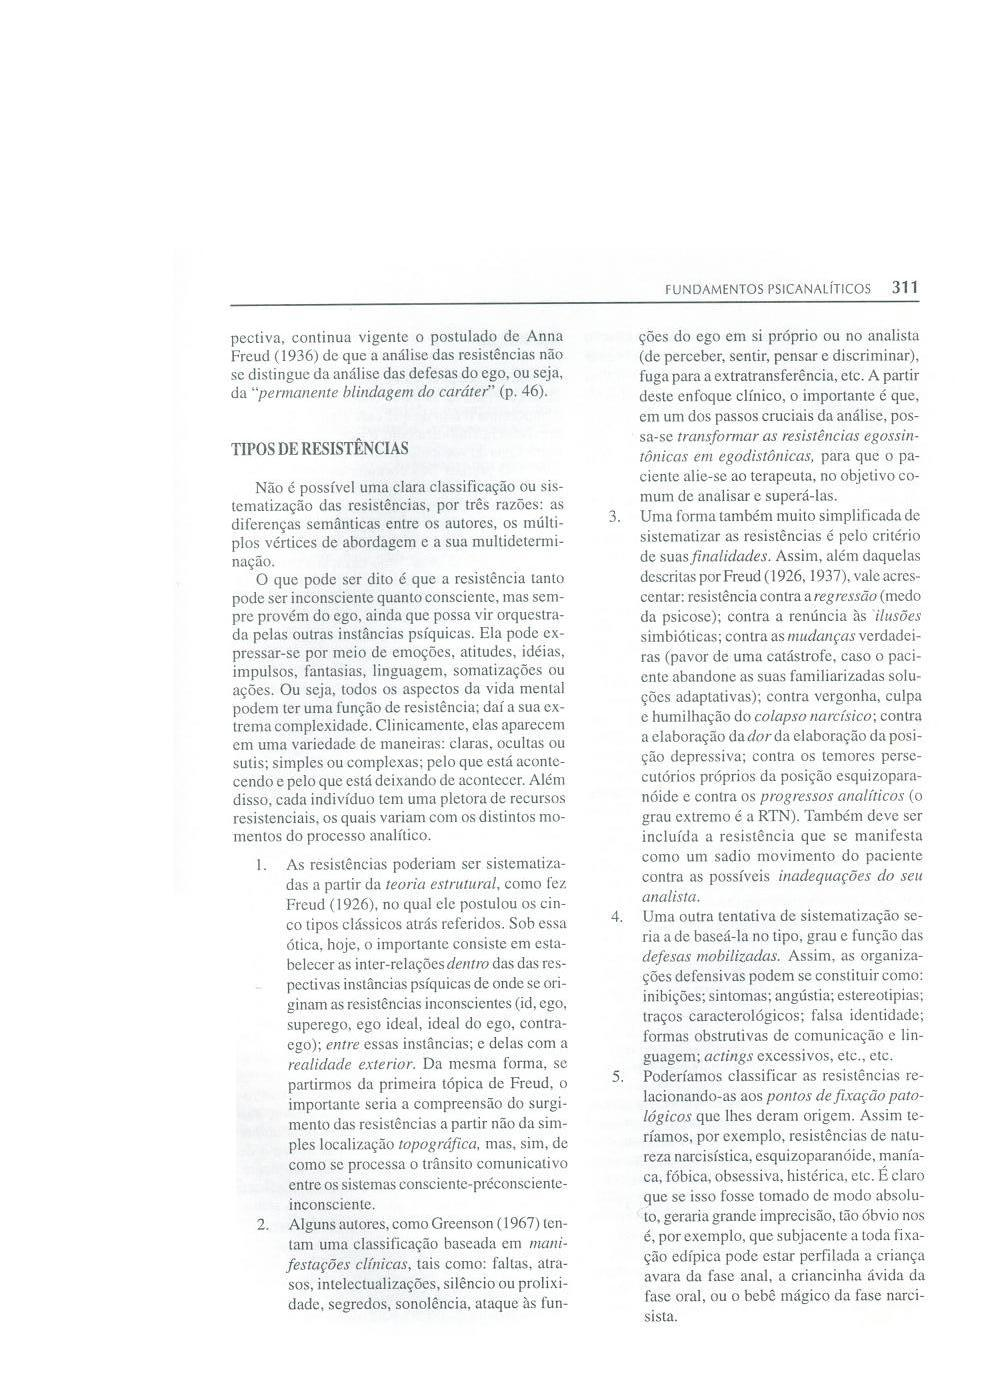 FUNDAMENTOS PSICANALÍTICOS 311
pectiva, continua vigente o postulado de Anna
Freud (1936) de que a análise das resistências não
se distingue da análise das defesas do ego, ou seja,
da “permanente blindagem do caráter” (p. 46).
TIPOS DE RESISTÊNCIAS
Não é possível uma clara classificação ou sis-
tematização das resistências, por três razões: as
diferenças semânticas entre os autores, os múlti-
plos vértices de abordagem e a sua multidetermi-
nação.
O que pode ser dito é que a resistência tanto
pode ser inconsciente quanto consciente, mas sem-
pre provém do ego, ainda que possa vir orquestra-
da pelas outras instâncias psíquicas. Ela pode ex-
pressar-se por meio de emoções, atitudes, idéias,
impulsos, fantasias, linguagem, somatizações ou
ações. Ou seja, todos os aspectos da vida mental
podem ter uma função de resistência; daí a sua ex-
trema complexidade. Clinicamente, elas aparecem
em uma variedade de maneiras: claras, ocultas ou
sutis; simples ou complexas; pelo que está aconte-
cendo e pelo que está deixando de acontecer. Além
disso, cada indivíduo tem uma pletora de recursos
resistenciais, os quais variam com os distintos mo-
mentos do processo analítico.
1. As resistências poderiam ser sistematiza-
das a partir da teoria estrutural, como fez
Freud (1926), no qual ele postulou os cin-
co tipos clássicos atrás referidos. Sob essa
ótica, hoje, o importante consiste em esta-
belecer as inter-relações dentro das das res-
pectivas instâncias psíquicas de onde se ori-
ginam as resistências inconscientes (id, ego,
superego, ego ideal, ideal do ego, contra-
ego); entre essas instâncias; e delas com a
realidade exterior. Da mesma forma, se
partirmos da primeira tópica de Freud, o
importante seria a compreensão do surgi-
mento das resistências a partir não da sim-
ples localização topográfica, mas, sim, de
como se processa o trânsito comunicativo
entre os sistemas consciente-préconsciente-
inconsciente.
2. Alguns autores, como Greenson (1967) ten-
tam uma classificação baseada em mani-
festações clínicas, tais como: faltas, atra-
sos, intelectualizações, silêncio ou prolixi-
dade, segredos, sonolência, ataque às fun-
ções do ego em si próprio ou no analista
(de perceber, sentir, pensar e discriminar),
fuga para a extratransferência, etc. A partir
deste enfoque clínico, o importante é que,
em um dos passos cruciais da análise, pos-
sa-se transformar as resistências egossin-
tônicas em egodistônicas, para que o pa-
ciente alie-se ao terapeuta, no objetivo co-
mum de analisar e superá-las.
3. Uma forma também muito simplificada de
sistematizar as resistências é pelo critério
de suas finalidades. Assim, além daquelas
descritas por Freud (1926, 1937), vale acres-
centar: resistência contra a regressão (medo
da psicose); contra a renúncia às ilusões
simbióticas; contra as mudanças verdadei-
ras (pavor de uma catástrofe, caso o paci-
ente abandone as suas familiarizadas solu-
ções adaptativas); contra vergonha, culpa
e humilhação do colapso narcísico; contra
a elaboração da dor da elaboração da posi-
ção depressiva; contra os temores perse-
cutórios próprios da posição esquizopara-
nóide e contra os progressos analíticos (o
grau extremo é a RTN). Também deve ser
incluída a resistência que se manifesta
como um sadio movimento do paciente
contra as possíveis inadequações do seu
analista.
4. Uma outra tentativa de sistematização se-
ria a de baseá-la no tipo, grau e função das
defesas mobilizadas. Assim, as organiza-
ções defensivas podem se constituir como:
inibições; sintomas; angústia; estereotipias;
traços caracterológicos; falsa identidade;
formas obstrutivas de comunicação e lin-
guagem; actings excessivos, etc., etc.
5. Poderíamos classificar as resistências re-
lacionando-as aos pontos de fixação pato-
lógicos que lhes deram origem. Assim te-
ríamos, por exemplo, resistências de natu-
reza narcisística, esquizoparanóide, manía-
ca, fóbica, obsessiva, histérica, etc. É claro
que se isso fosse tomado de modo absolu-
to, geraria grande imprecisão, tão óbvio nos
é, por exemplo, que subjacente a toda fixa-
ção edípica pode estar perfilada a criança
avara da fase anal, a criancinha ávida da
fase oral, ou o bebê mágico da fase narci-
sista.